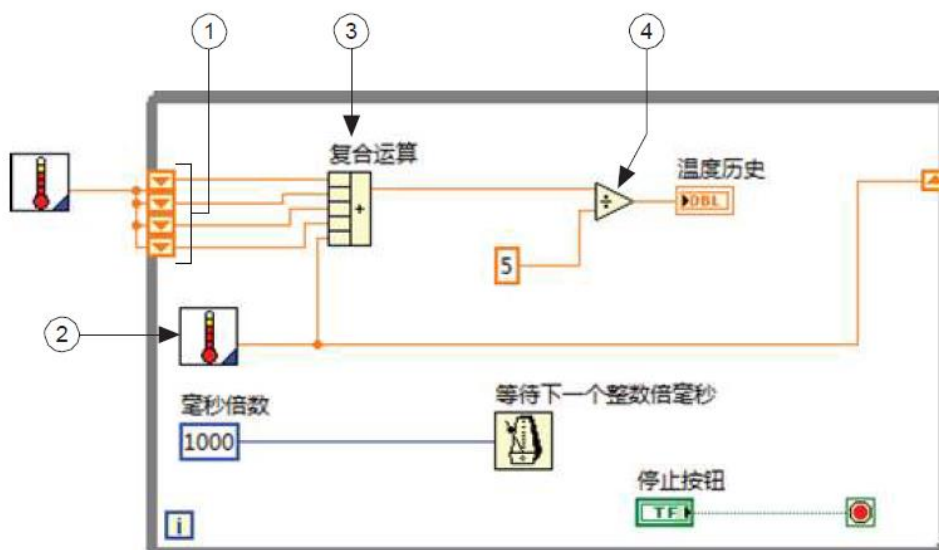 1
3
4
复合运算
温度历史
+
÷
DBL
5
2
毫秒倍数
等待下一个整数倍毫秒
1000
停止按钮
TF
i